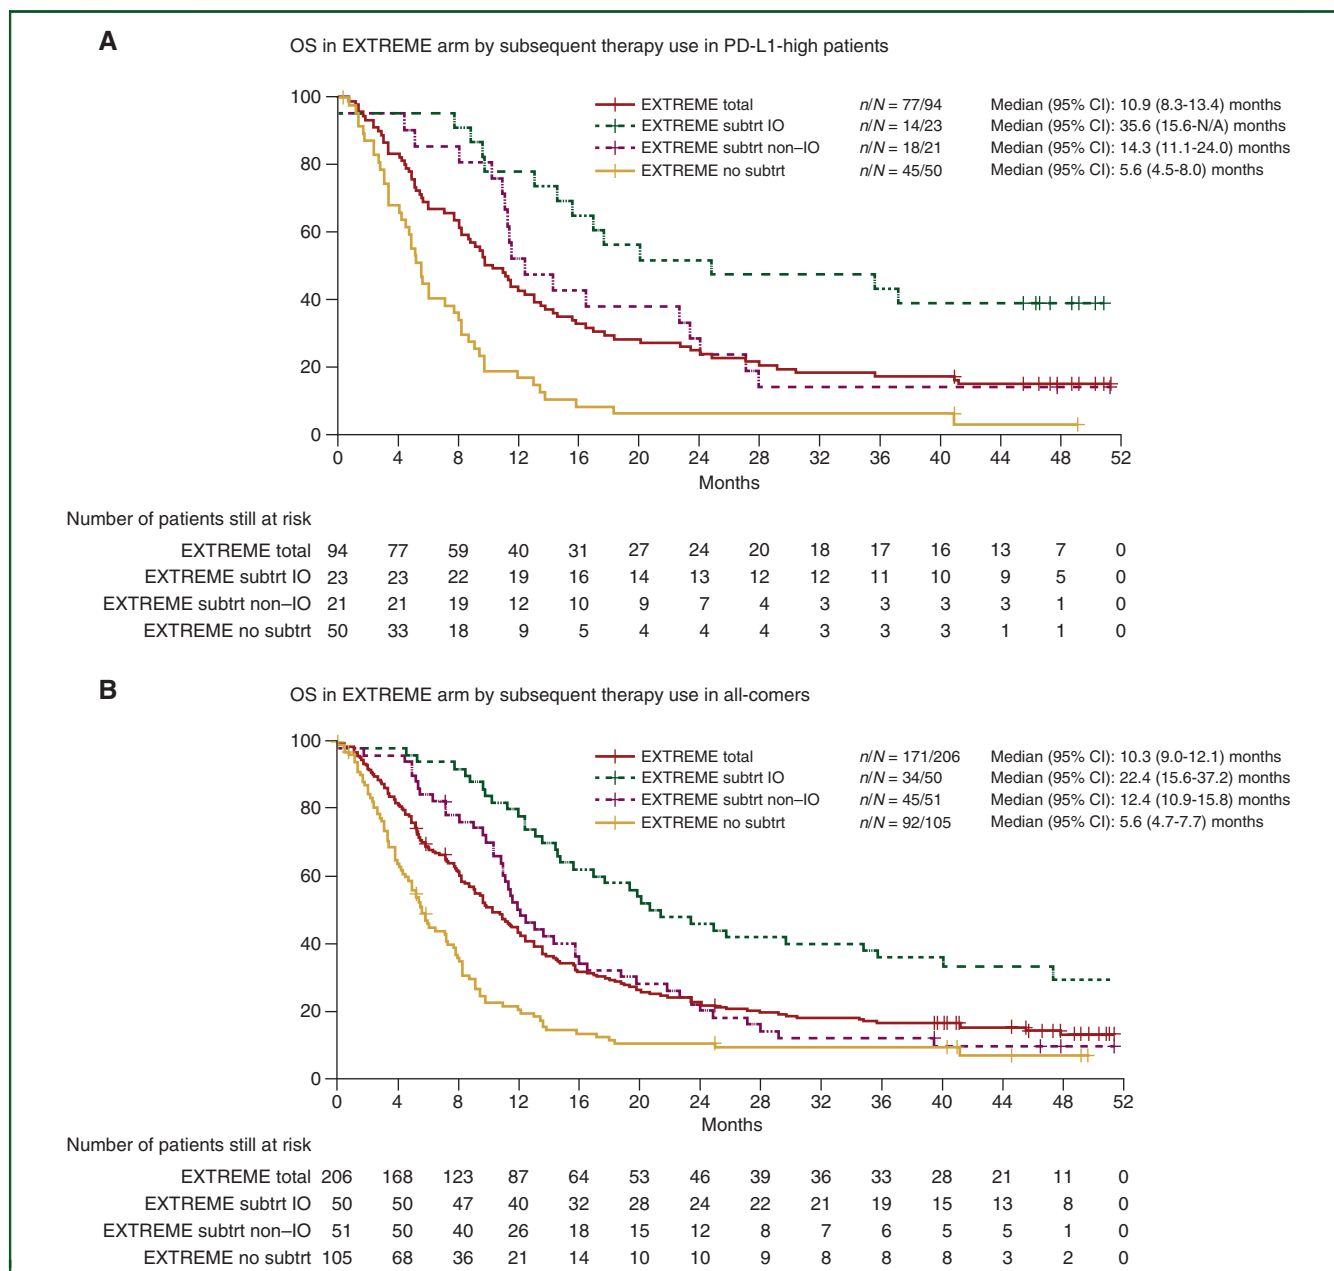 A
OS in EXTREME arm by subsequent therapy use in PD-L1-high patients
100
80
60
40
20
0
EXTREME total n/N = 77/94 Median (95% CI): 10.9 (8.3-13.4) months
EXTREME subtrt IO n/N = 14/23 Median (95% CI): 35.6 (15.6-N/A) months
EXTREME subtrt non–IO n/N = 18/21 Median (95% CI): 14.3 (11.1-24.0) months
EXTREME no subtrt n/N = 45/50 Median (95% CI): 5.6 (4.5-8.0) months
0 4 8 12 16 20 24 28 32 36 40 44 48 52
Months
Number of patients still at risk
EXTREME total 94 77 59 40 31 27 24 20 18 17 16 13 7 0
EXTREME subtrt IO 23 23 22 19 16 14 13 12 12 11 10 9 5 0
EXTREME subtrt non–IO 21 21 19 12 10 9 7 4 3 3 3 3 1 0
EXTREME no subtrt 50 33 18 9 5 4 4 4 3 3 3 1 1 0
B
OS in EXTREME arm by subsequent therapy use in all-comers
100
80
60
40
20
0
EXTREME total n/N = 171/206 Median (95% CI): 10.3 (9.0-12.1) months
EXTREME subtrt IO n/N = 34/50 Median (95% CI): 22.4 (15.6-37.2) months
EXTREME subtrt non–IO n/N = 45/51 Median (95% CI): 12.4 (10.9-15.8) months
EXTREME no subtrt n/N = 92/105 Median (95% CI): 5.6 (4.7-7.7) months
0 4 8 12 16 20 24 28 32 36 40 44 48 52
Months
Number of patients still at risk
EXTREME total 206 168 123 87 64 53 46 39 36 33 28 21 11 0
EXTREME subtrt IO 50 50 47 40 32 28 24 22 21 19 15 13 8 0
EXTREME subtrt non–IO 51 50 40 26 18 15 12 8 7 6 5 5 1 0
EXTREME no subtrt 105 68 36 21 14 10 10 9 8 8 8 3 2 0